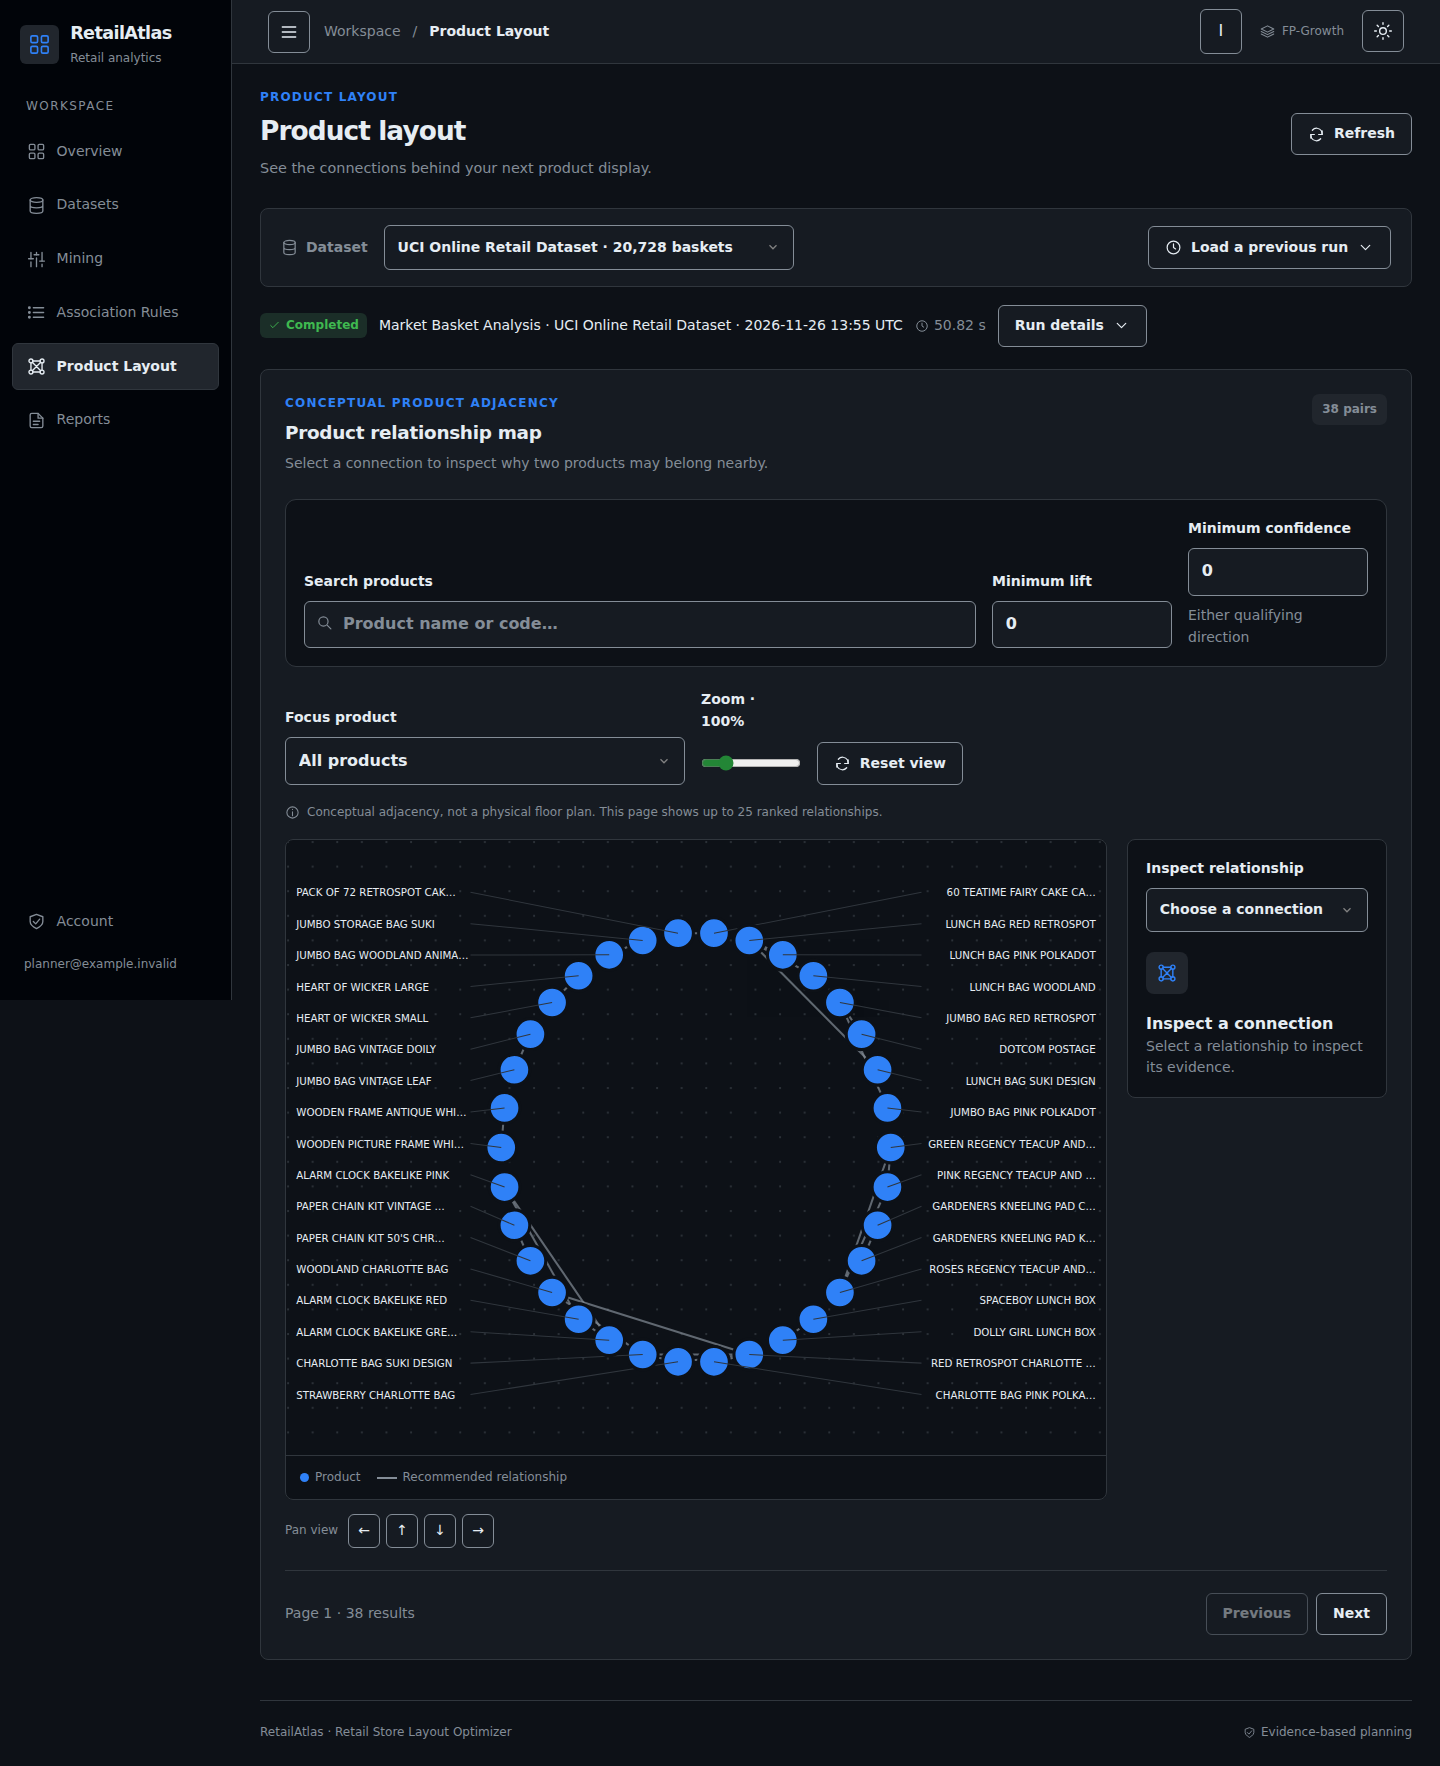 RetailAtlas
Retail analytics
WORKSPACE
Overview
Datasets
Mining
Association Rules
Product Layout
Reports
Account
planner@example.invalid
Workspace / Product Layout
I
FP-Growth
PRODUCT LAYOUT
Product layout
See the connections behind your next product display.
Refresh
Dataset
UCI Online Retail Dataset · 20,728 baskets
Load a previous run
Completed
Market Basket Analysis · UCI Online Retail Dataset · 2026-11-26 13:55 UTC
50.82 s
Run details
CONCEPTUAL PRODUCT ADJACENCY
38 pairs
Product relationship map
Select a connection to inspect why two products may belong nearby.
Search products
Product name or code…
Minimum lift
0
Minimum confidence
0
Either qualifying
direction
Focus product
All products
Zoom ·
100%
Reset view
Conceptual adjacency, not a physical floor plan. This page shows up to 25 ranked relationships.
PACK OF 72 RETROSPOT CAK…
JUMBO STORAGE BAG SUKI
JUMBO BAG WOODLAND ANIMA…
HEART OF WICKER LARGE
HEART OF WICKER SMALL
JUMBO BAG VINTAGE DOILY
JUMBO BAG VINTAGE LEAF
WOODEN FRAME ANTIQUE WHI…
WOODEN PICTURE FRAME WHI…
ALARM CLOCK BAKELIKE PINK
PAPER CHAIN KIT VINTAGE …
PAPER CHAIN KIT 50'S CHR…
WOODLAND CHARLOTTE BAG
ALARM CLOCK BAKELIKE RED
ALARM CLOCK BAKELIKE GRE…
CHARLOTTE BAG SUKI DESIGN
STRAWBERRY CHARLOTTE BAG
60 TEATIME FAIRY CAKE CA…
LUNCH BAG RED RETROSPOT
LUNCH BAG PINK POLKADOT
LUNCH BAG WOODLAND
JUMBO BAG RED RETROSPOT
DOTCOM POSTAGE
LUNCH BAG SUKI DESIGN
JUMBO BAG PINK POLKADOT
GREEN REGENCY TEACUP AND…
PINK REGENCY TEACUP AND …
GARDENERS KNEELING PAD C…
GARDENERS KNEELING PAD K…
ROSES REGENCY TEACUP AND…
SPACEBOY LUNCH BOX
DOLLY GIRL LUNCH BOX
RED RETROSPOT CHARLOTTE …
CHARLOTTE BAG PINK POLKA…
Product
Recommended relationship
Inspect relationship
Choose a connection
Inspect a connection
Select a relationship to inspect
its evidence.
Pan view ← ↑ ↓ →
Page 1 · 38 results
Previous
Next
RetailAtlas · Retail Store Layout Optimizer
Evidence-based planning